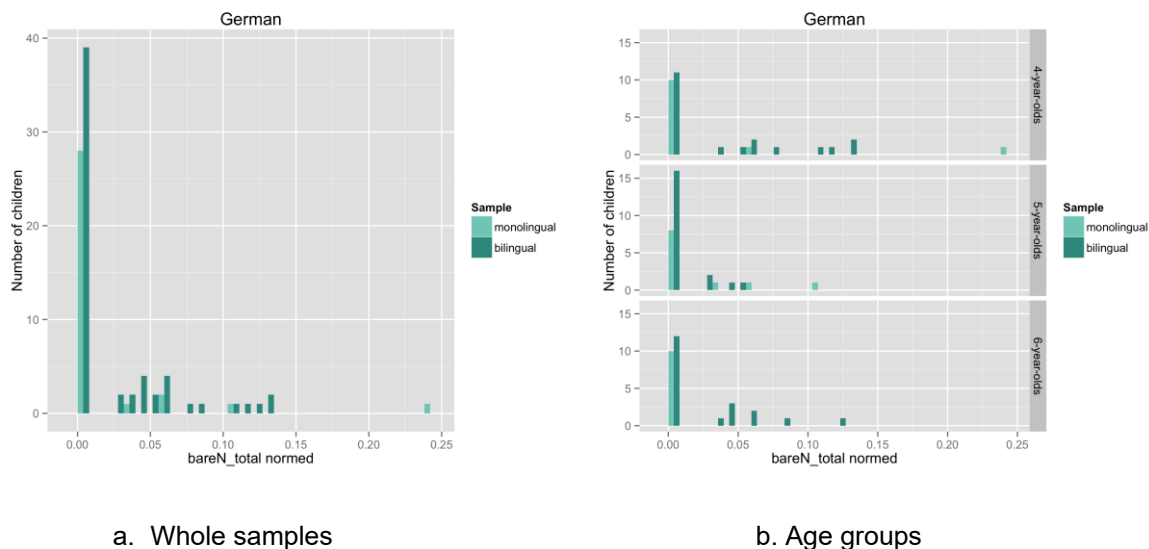 German
40
30
20
10
0
Number of children
0.00 0.05 0.10 0.15 0.20 0.25
bareN_total normed
Sample
monolingual
bilingual
a. Whole samples
German
15
10
5
0
4-year-olds
15
10
5
0
5-year-olds
15
10
5
0
6-year-olds
Number of children
0.00 0.05 0.10 0.15 0.20 0.25
bareN_total normed
Sample
monolingual
bilingual
b. Age groups